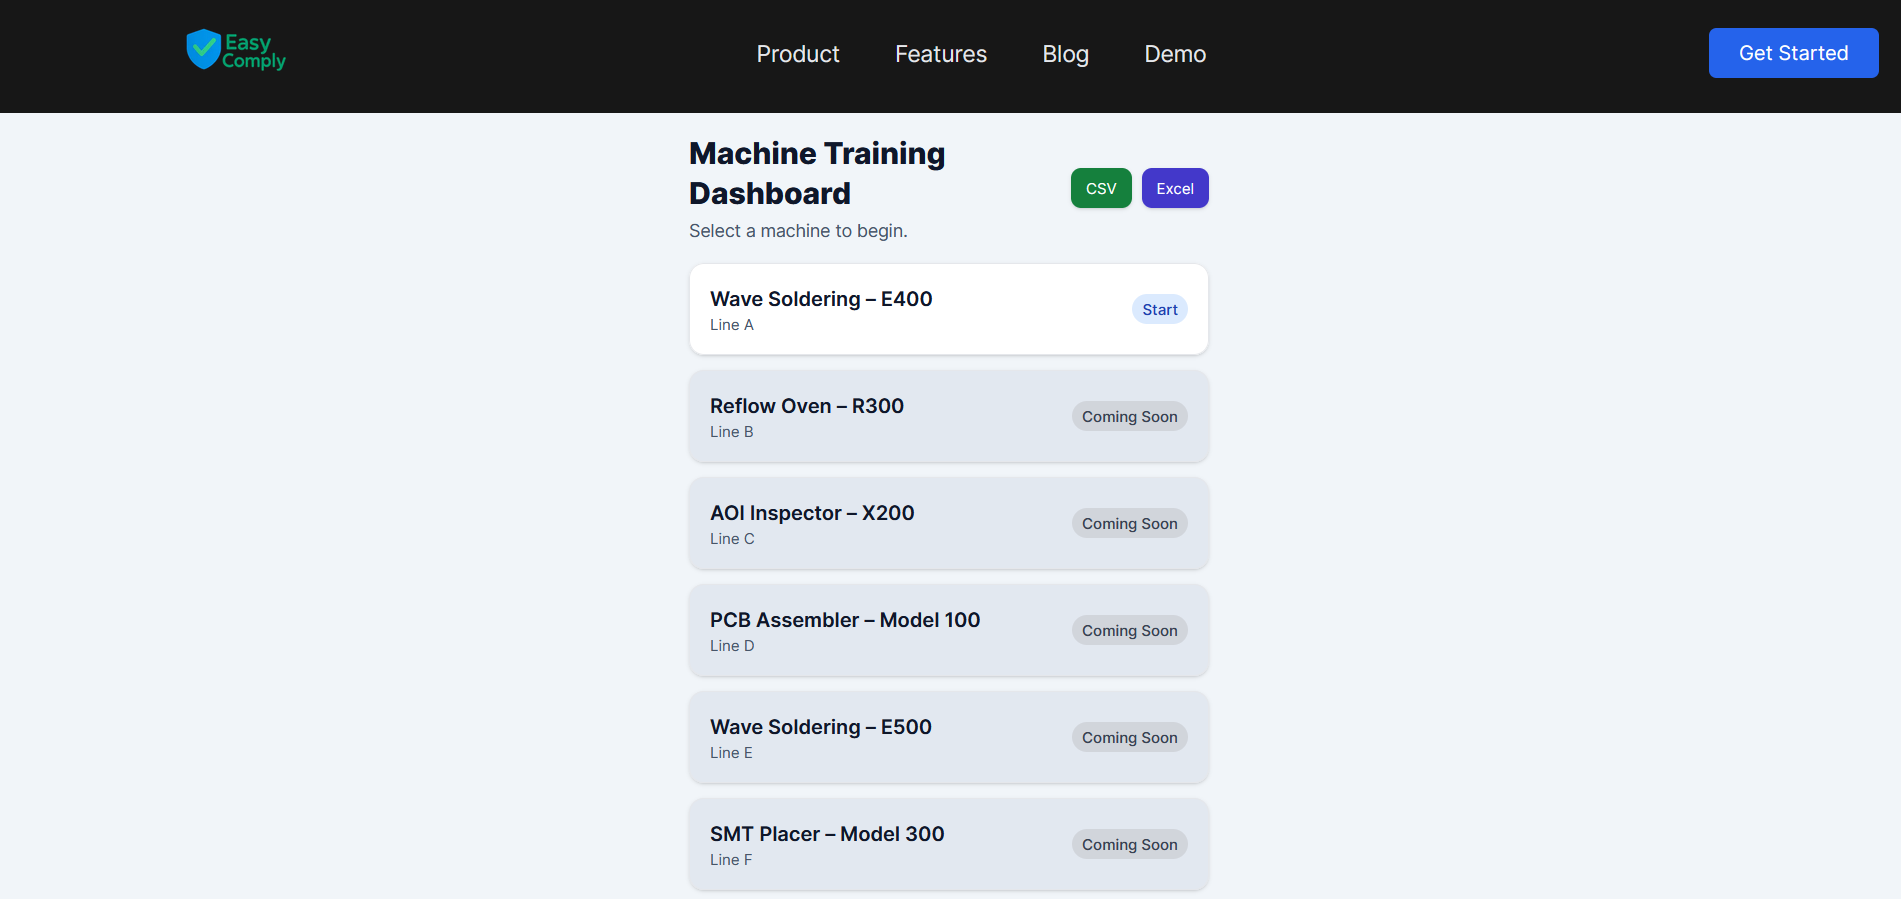 Easy
Comply
Product
Features
Blog
Demo
Get Started
Machine Training
Dashboard
CSV
Excel
Select a machine to begin.
Wave Soldering – E400
Line A
Start
Reflow Oven – R300
Line B
Coming Soon
AOI Inspector – X200
Line C
Coming Soon
PCB Assembler – Model 100
Line D
Coming Soon
Wave Soldering – E500
Line E
Coming Soon
SMT Placer – Model 300
Line F
Coming Soon